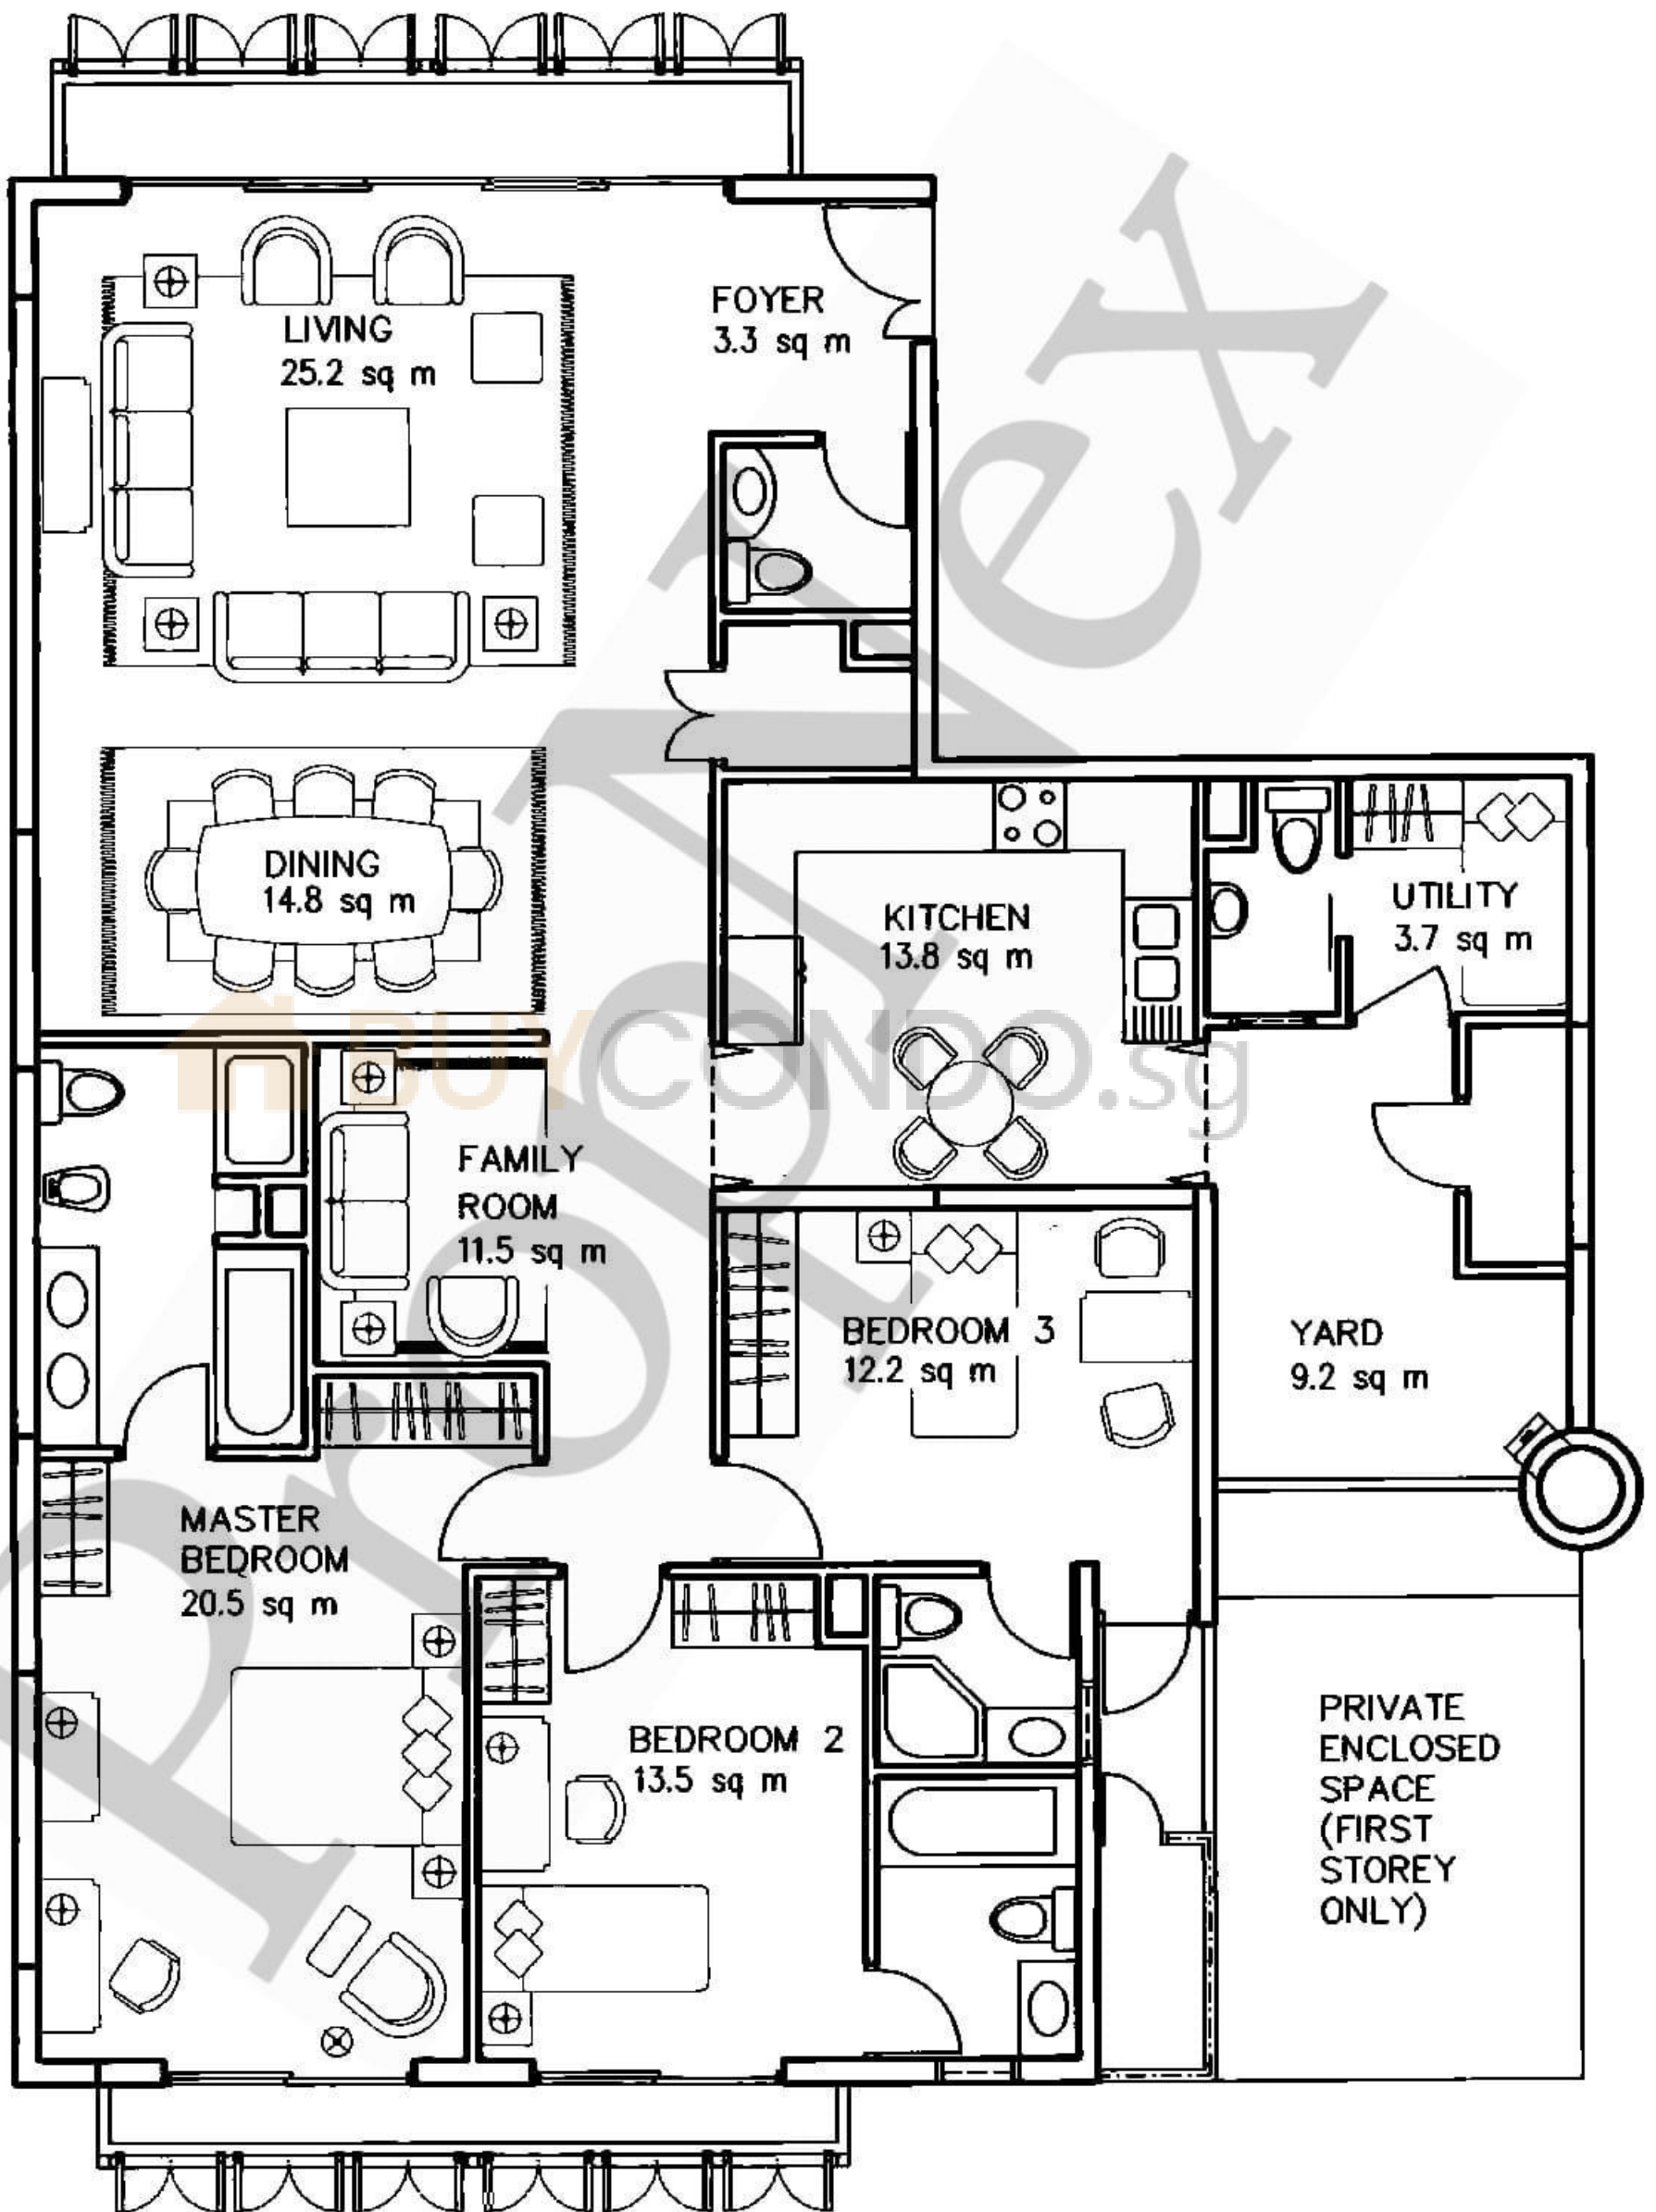 FOYER
3.3 sq m
LIVING
25.2 sq m
DINING
14.8 sq m
KITCHEN
13.8 sq m
UTILITY
3.7 sq m
BUYCONDO.sg
FAMILY
ROOM
11.5 sq m
BEDROOM 3
12.2 sq m
YARD
9.2 sq m
MASTER
BEDROOM
20.5 sq m
BEDROOM 2
13.5 sq m
PRIVATE
ENCLOSED
SPACE
(FIRST
STOREY
ONLY)
PropNex